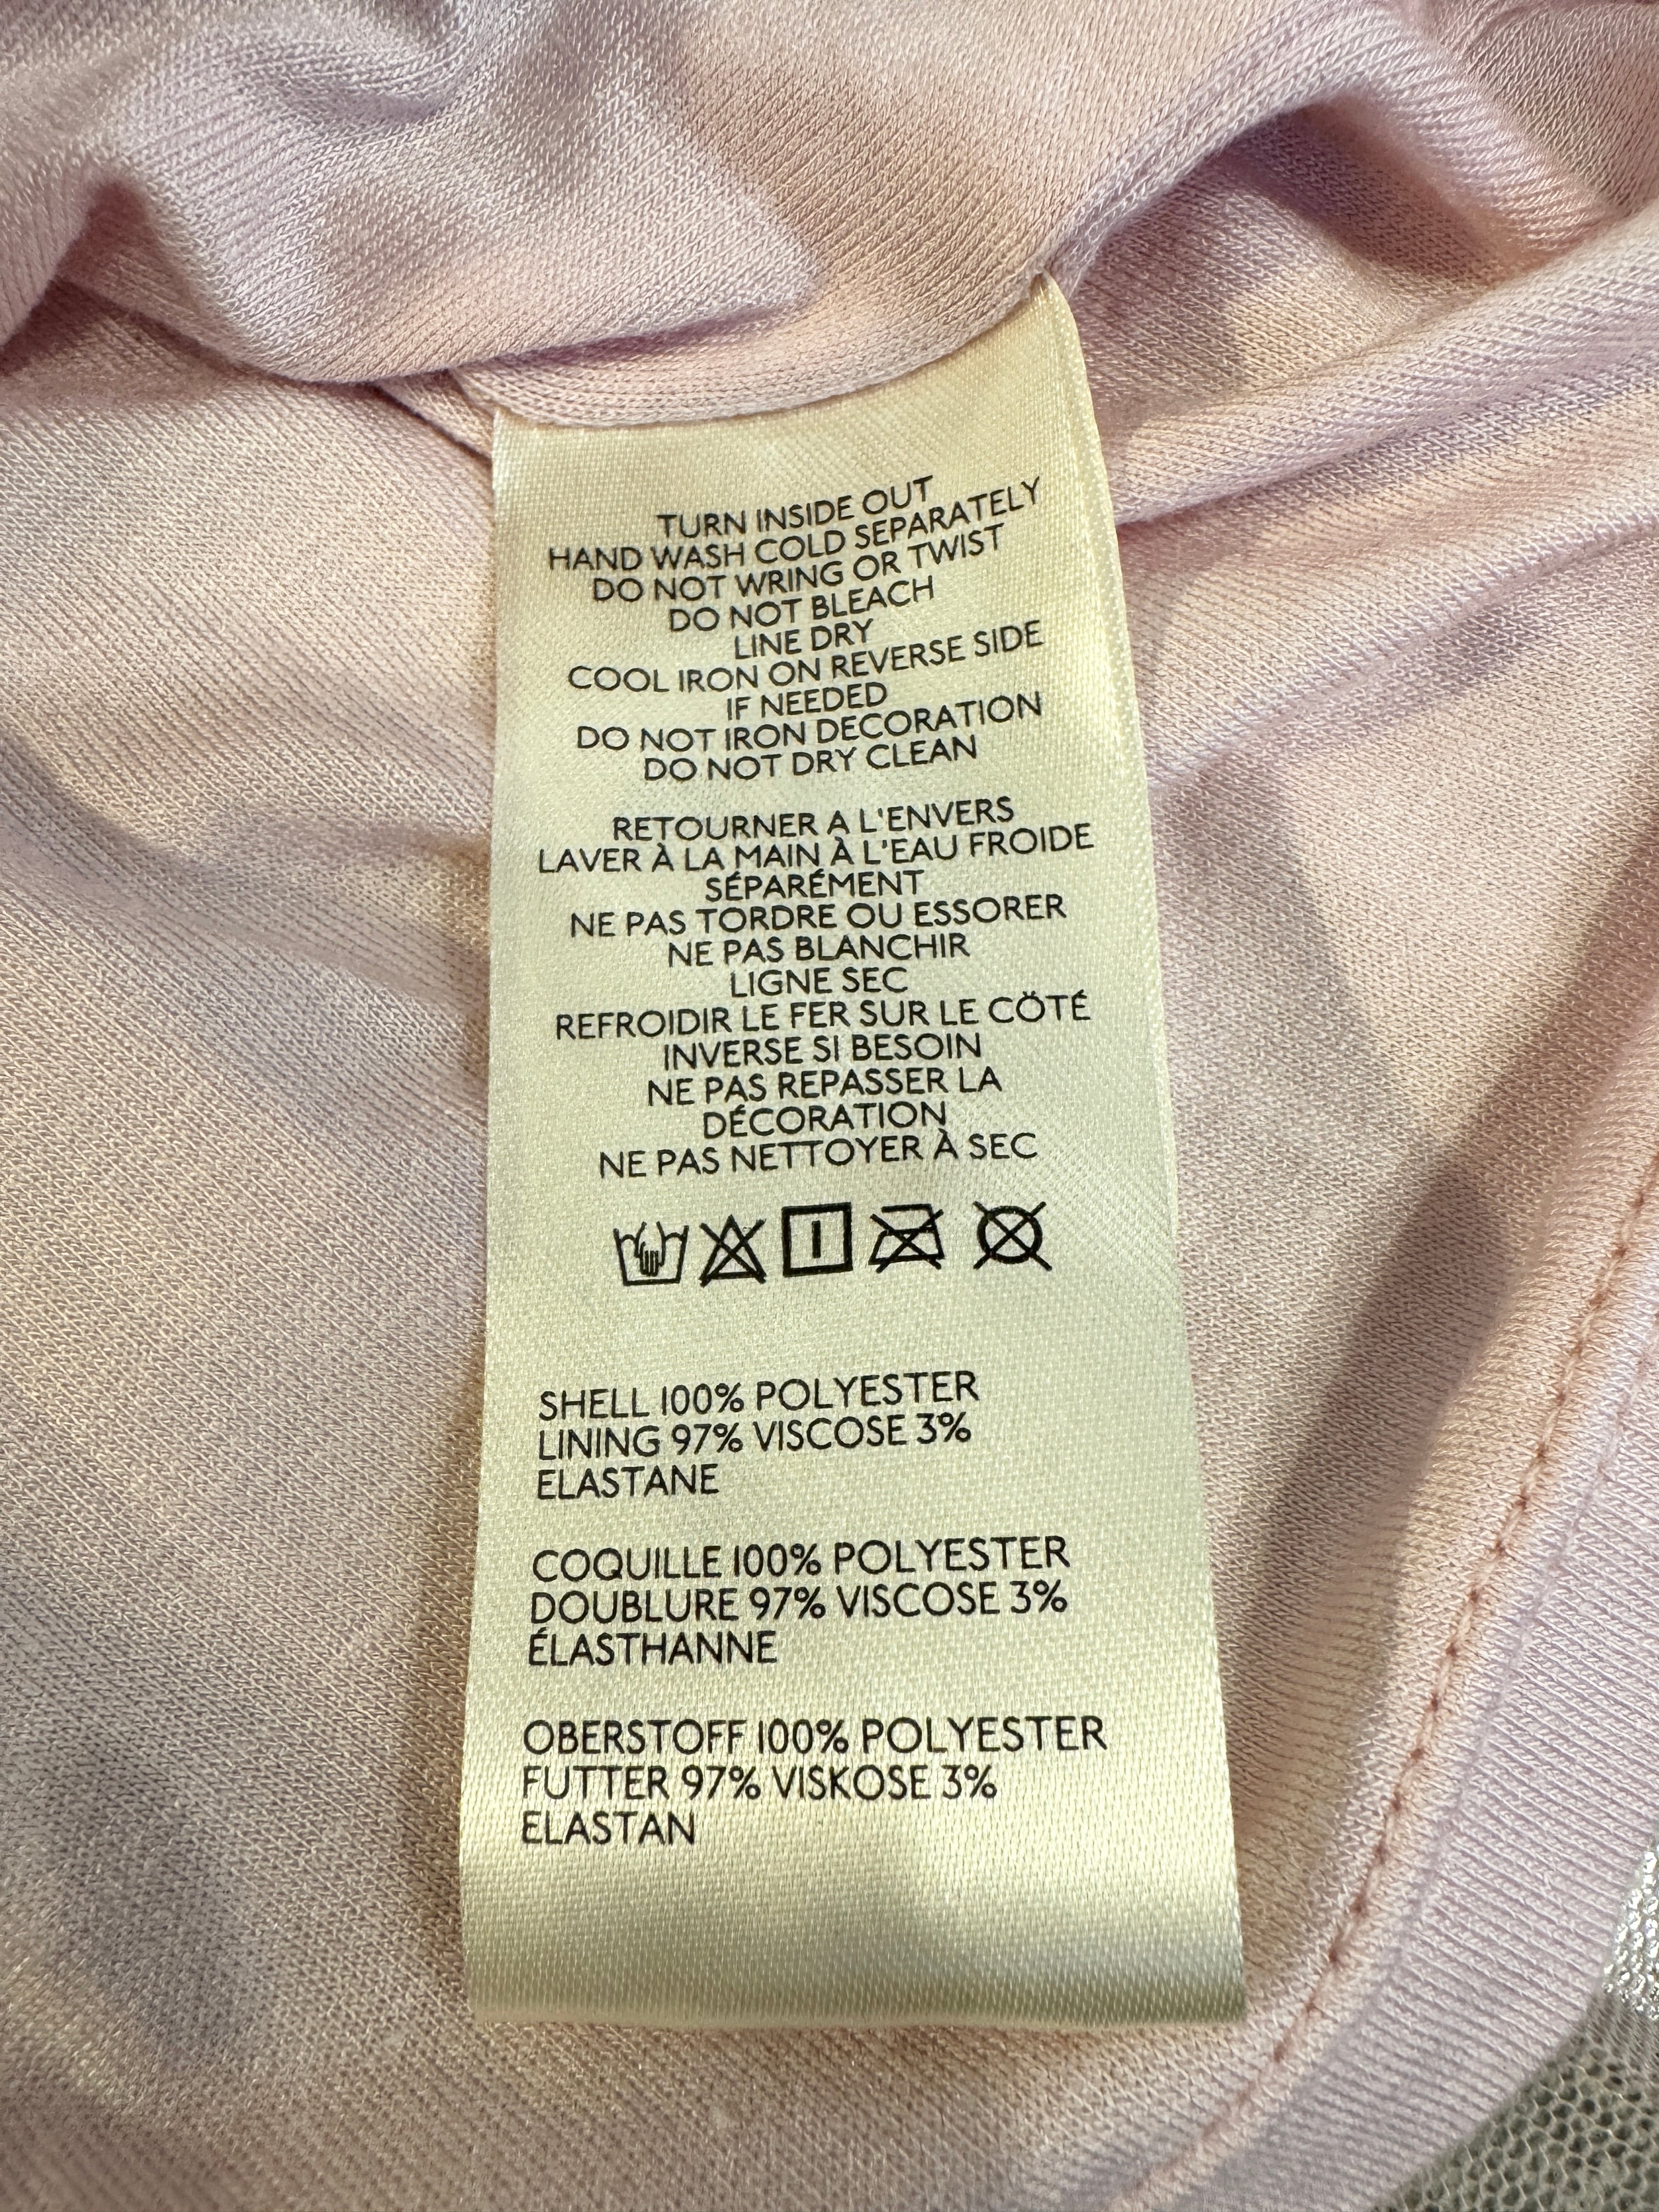 TURN INSIDE OUT
HAND WASH COLD SEPARATELY
DO NOT WRING OR TWIST
DO NOT BLEACH
LINE DRY
COOL IRON ON REVERSE SIDE
IF NEEDED
DO NOT IRON DECORATION
DO NOT DRY CLEAN
RETOURNER A L'ENVERS
LAVER À LA MAIN À L'EAU FROIDE
SÉPARÉMENT
NE PAS TORDRE OU ESSORER
NE PAS BLANCHIR
LIGNE SEC
REFROIDIR LE FER SUR LE CÖTÉ
INVERSE SI BESOIN
NE PAS REPASSER LA
DÉCORATION
NE PAS NETTOYER À SEC
SHELL 100% POLYESTER
LINING 97% VISCOSE 3%
ELASTANE
COQUILLE 100% POLYESTER
DOUBLURE 97% VISCOSE 3%
ÉLASTHANNE
OBERSTOFF 100% POLYESTER
FUTTER 97% VISKOSE 3%
ELASTAN